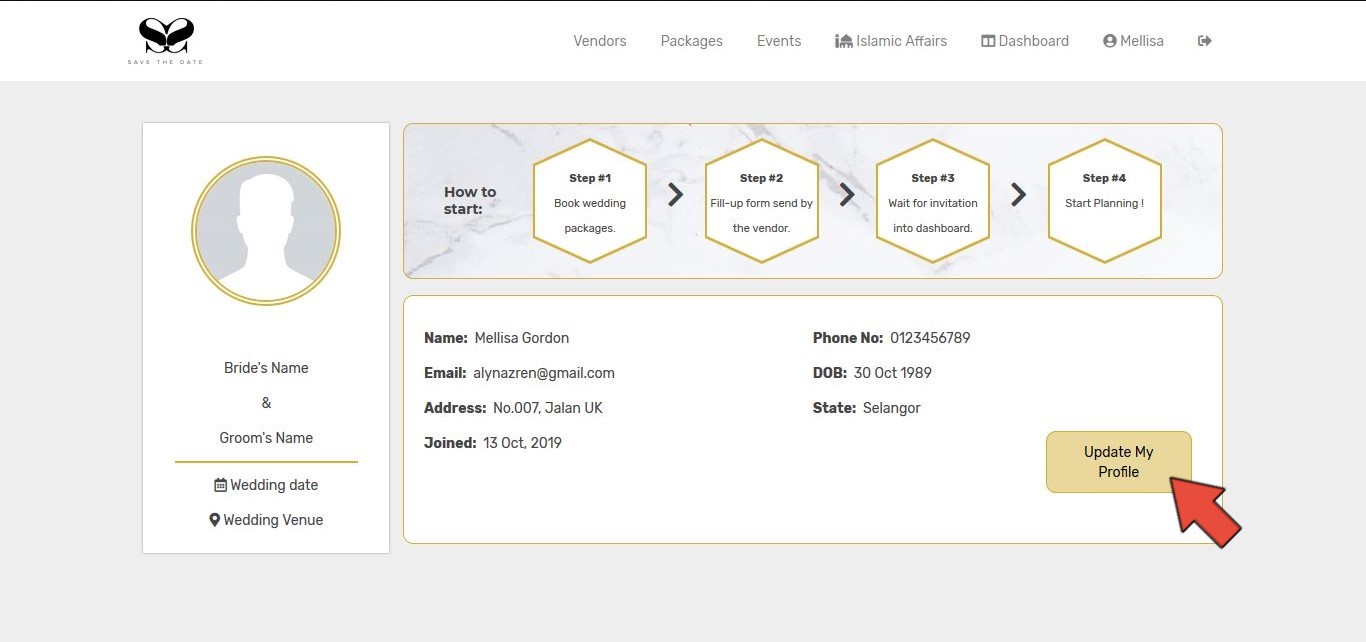 SAVE THE DATE
Vendors Packages Events Islamic Affairs Dashboard Mellisa
Bride's Name
&
Groom's Name
Wedding date
Wedding Venue
How to
start:
Step #1
Book wedding
packages.
Step #2
Fill-up form send by
the vendor.
Step #3
Wait for invitation
into dashboard.
Step #4
Start Planning !
Name: Mellisa Gordon
Email: alynazren@gmail.com
Address: No.007, Jalan UK
Joined: 13 Oct, 2019
Phone No: 0123456789
DOB: 30 Oct 1989
State: Selangor
Update My
Profile